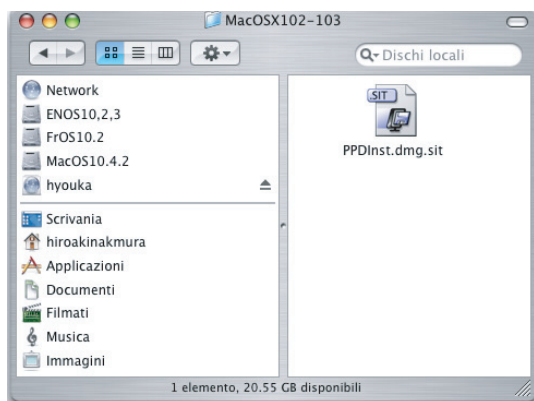 MacOSX102-103
Dischi locali
Network
ENOS10,2,3
FrOS10.2
MacOS10.4.2
hyouka
Scrivania
hiroakinakmura
Applicazioni
Documenti
Filmati
Musica
Immagini
SIT
PPDInst.dmg.sit
1 elemento, 20.55 GB disponibili